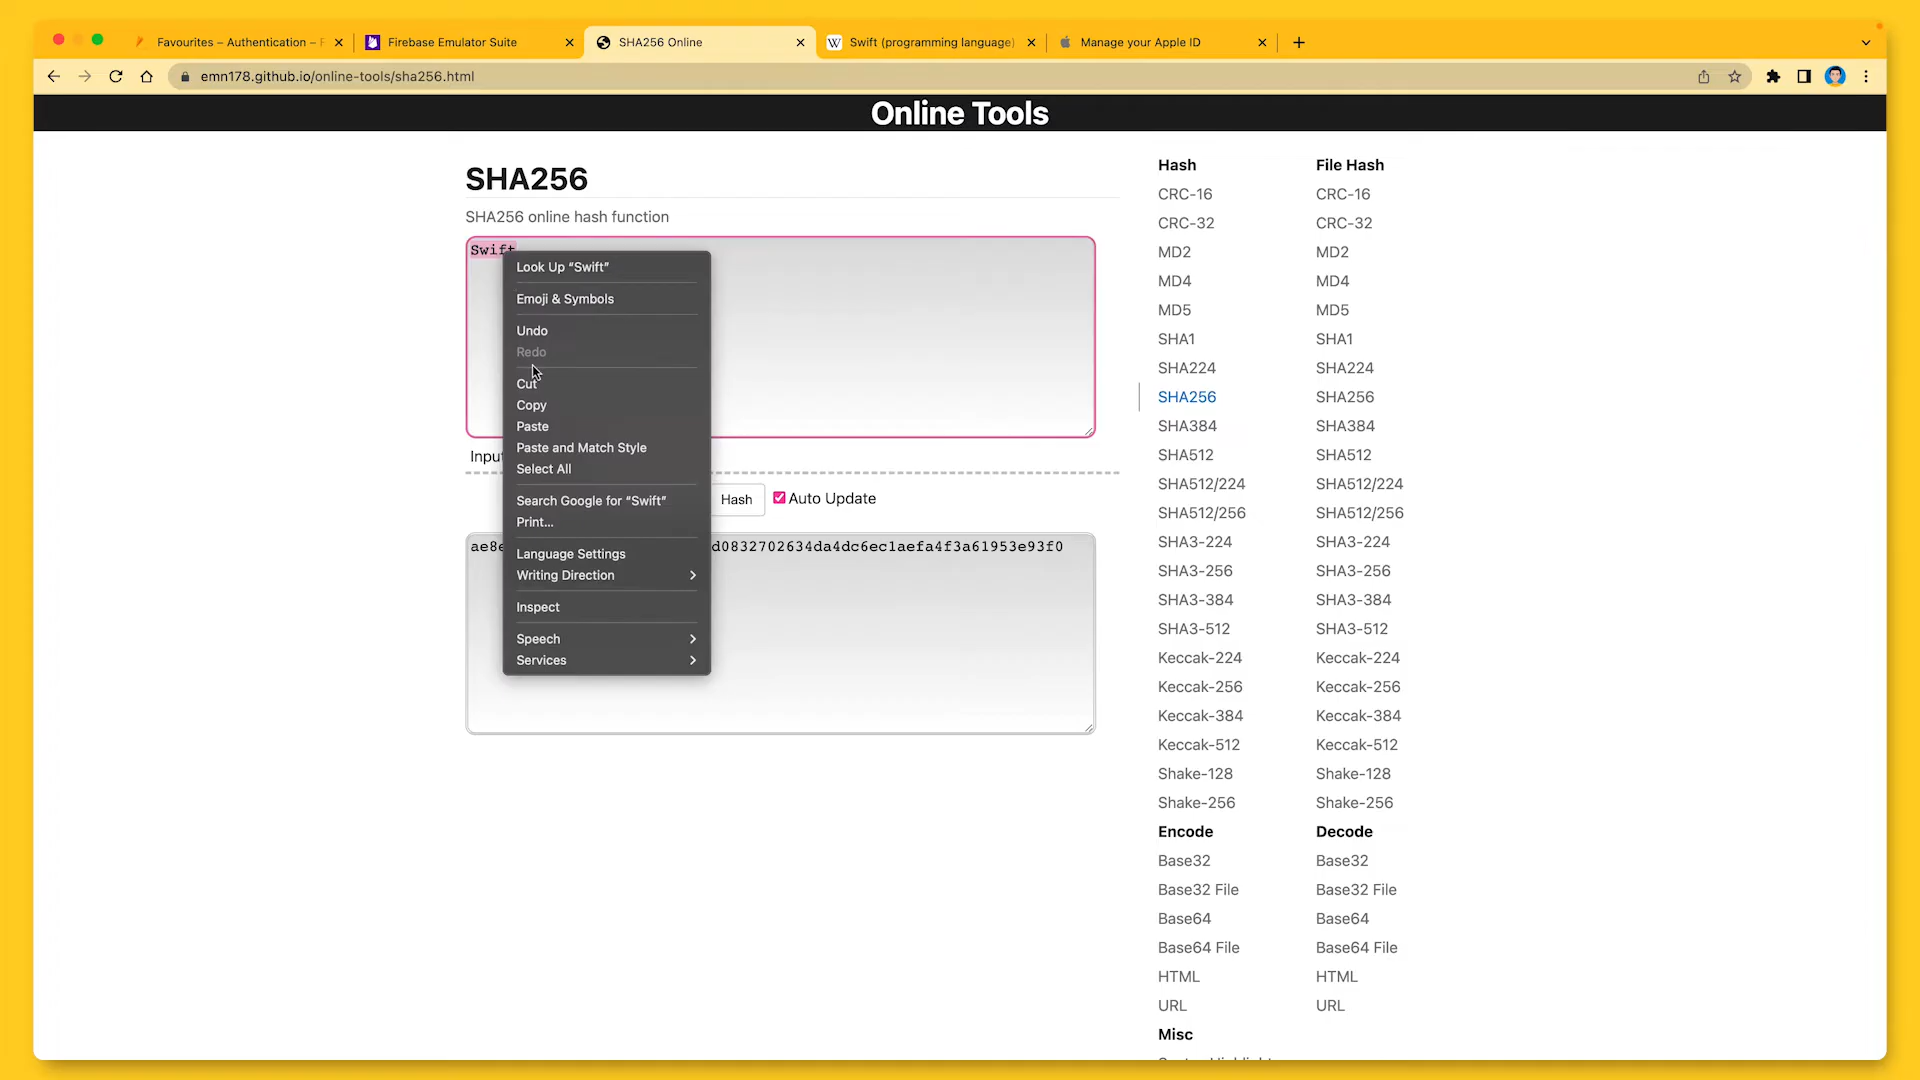 Favourites – Authentication – F
Firebase Emulator Suite
SHA256 Online
Swift (programming language)
Manage your Apple ID
emn178.github.io/online-tools/sha256.html
Online Tools
SHA256
SHA256 online hash function
Swift
Look Up “Swift”
Emoji & Symbols
Undo
Redo
Cut
Copy
Paste
Paste and Match Style
Select All
Search Google for “Swift”
Print...
Language Settings
Writing Direction
Inspect
Speech
Services
Input
Hash
Auto Update
ae8e
d0832702634da4dc6ec1aefa4f3a61953e93f0
Hash
CRC-16
CRC-32
MD2
MD4
MD5
SHA1
SHA224
SHA256
SHA384
SHA512
SHA512/224
SHA512/256
SHA3-224
SHA3-256
SHA3-384
SHA3-512
Keccak-224
Keccak-256
Keccak-384
Keccak-512
Shake-128
Shake-256
Encode
Base32
Base32 File
Base64
Base64 File
HTML
URL
Misc
File Hash
CRC-16
CRC-32
MD2
MD4
MD5
SHA1
SHA224
SHA256
SHA384
SHA512
SHA512/224
SHA512/256
SHA3-224
SHA3-256
SHA3-384
SHA3-512
Keccak-224
Keccak-256
Keccak-384
Keccak-512
Shake-128
Shake-256
Decode
Base32
Base32 File
Base64
Base64 File
HTML
URL